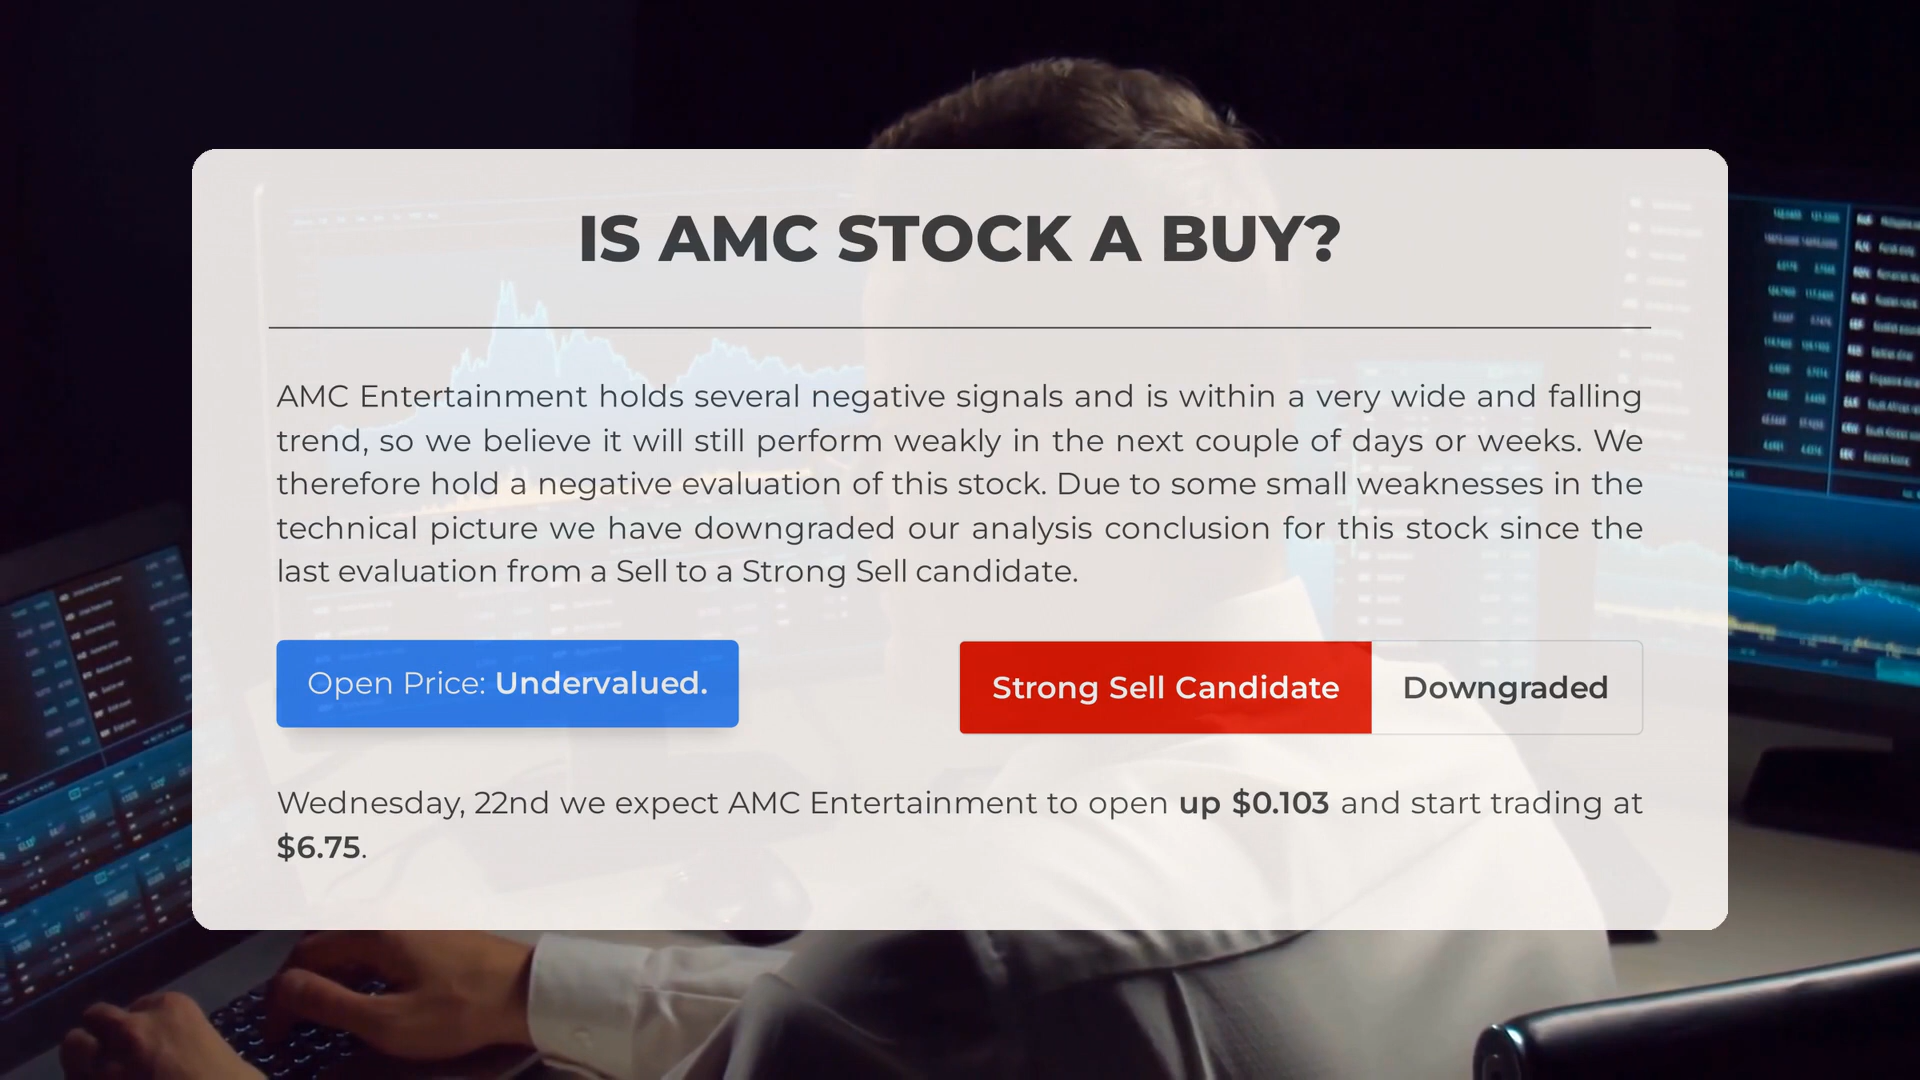 IS AMC STOCK A BUY?
AMC Entertainment holds several negative signals and is within a very wide and falling
trend, so we believe it will still perform weakly in the next couple of days or weeks. We
therefore hold a negative evaluation of this stock. Due to some small weaknesses in the
technical picture we have downgraded our analysis conclusion for this stock since the
last evaluation from a Sell to a Strong Sell candidate.
Open Price: Undervalued.
Strong Sell Candidate Downgraded
Wednesday, 22nd we expect AMC Entertainment to open up $0.103 and start trading at
$6.75.